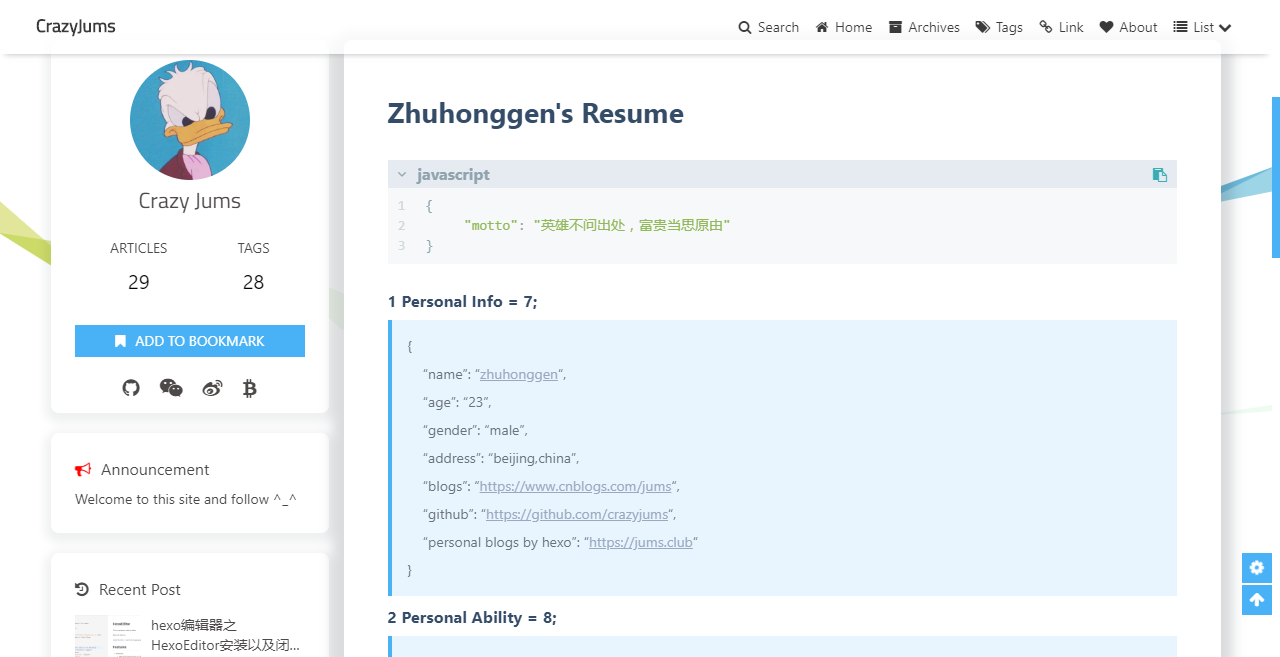 CrazyJums
Search Home Archives Tags Link About List
Crazy Jums
ARTICLES TAGS
29 28
ADD TO BOOKMARK
Announcement
Welcome to this site and follow ^_^
Recent Post
hexo编辑器之
HexoEditor安装以及闭...
Zhuhonggen's Resume
javascript
1 {
2 "motto": "英雄不问出处，富贵当思原由"
3 }
1 Personal Info = 7;
{
“name”: “zhuhonggen“,
“age”: “23”,
“gender”: “male”,
“address”: “beijing,china”,
“blogs”: “https://www.cnblogs.com/jums“,
“github”: “https://github.com/crazyjums“,
“personal blogs by hexo”: “https://jums.club”
}
2 Personal Ability = 8;